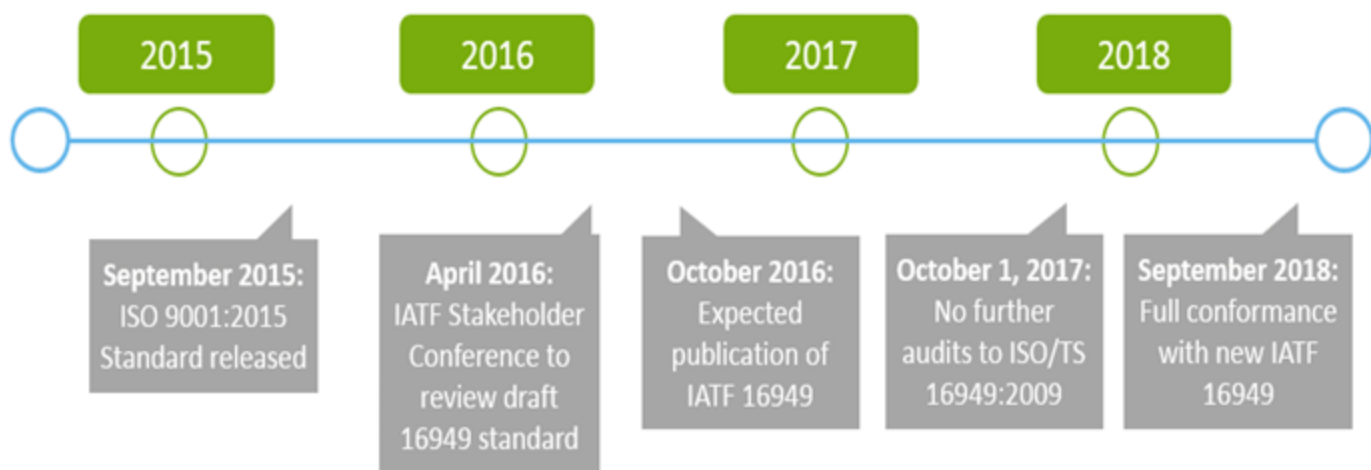 2015
2016
2017
2018
September 2015:
ISO 9001:2015
Standard released
April 2016:
IATF Stakeholder
Conference to
review draft
16949 standard
October 2016:
Expected
publication of
IATF 16949
October 1, 2017:
No further
audits to ISO/TS
16949:2009
September 2018:
Full conformance
with new IATF
16949